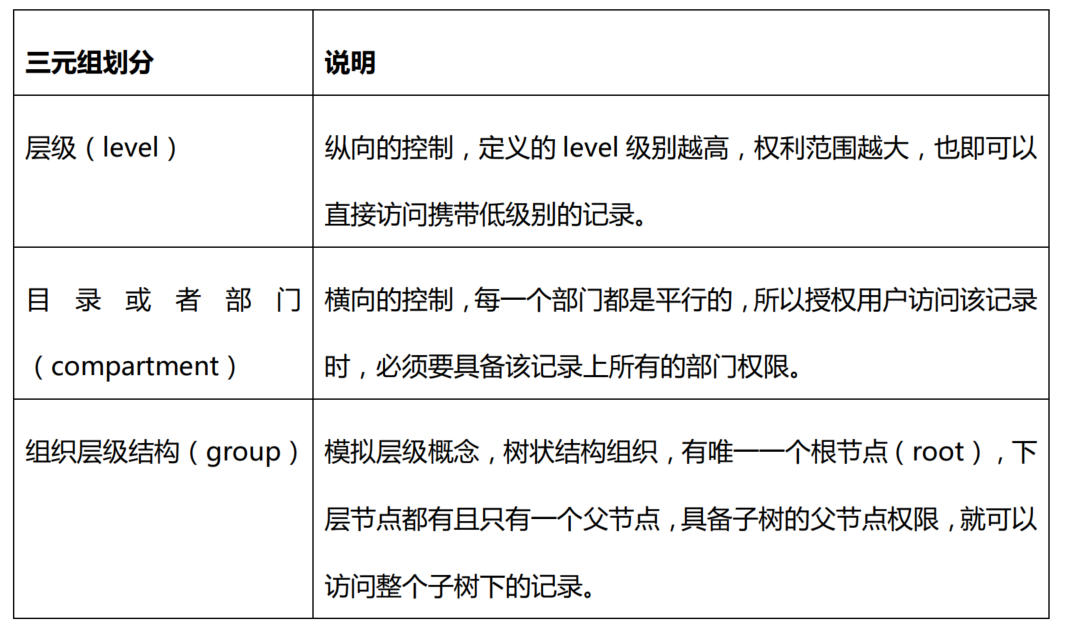 三元组划分
说明
层级（level）
纵向的控制，定义的 level 级别越高，权利范围越大，也即可以
直接访问携带低级别的记录。
目录或者部门
（compartment）
横向的控制，每一个部门都是平行的，所以授权用户访问该记录
时，必须要具备该记录上所有的部门权限。
组织层级结构（group）
模拟层级概念，树状结构组织，有唯一一个根节点（root），下
层节点都有且只有一个父节点，具备子树的父节点权限，就可以
访问整个子树下的记录。